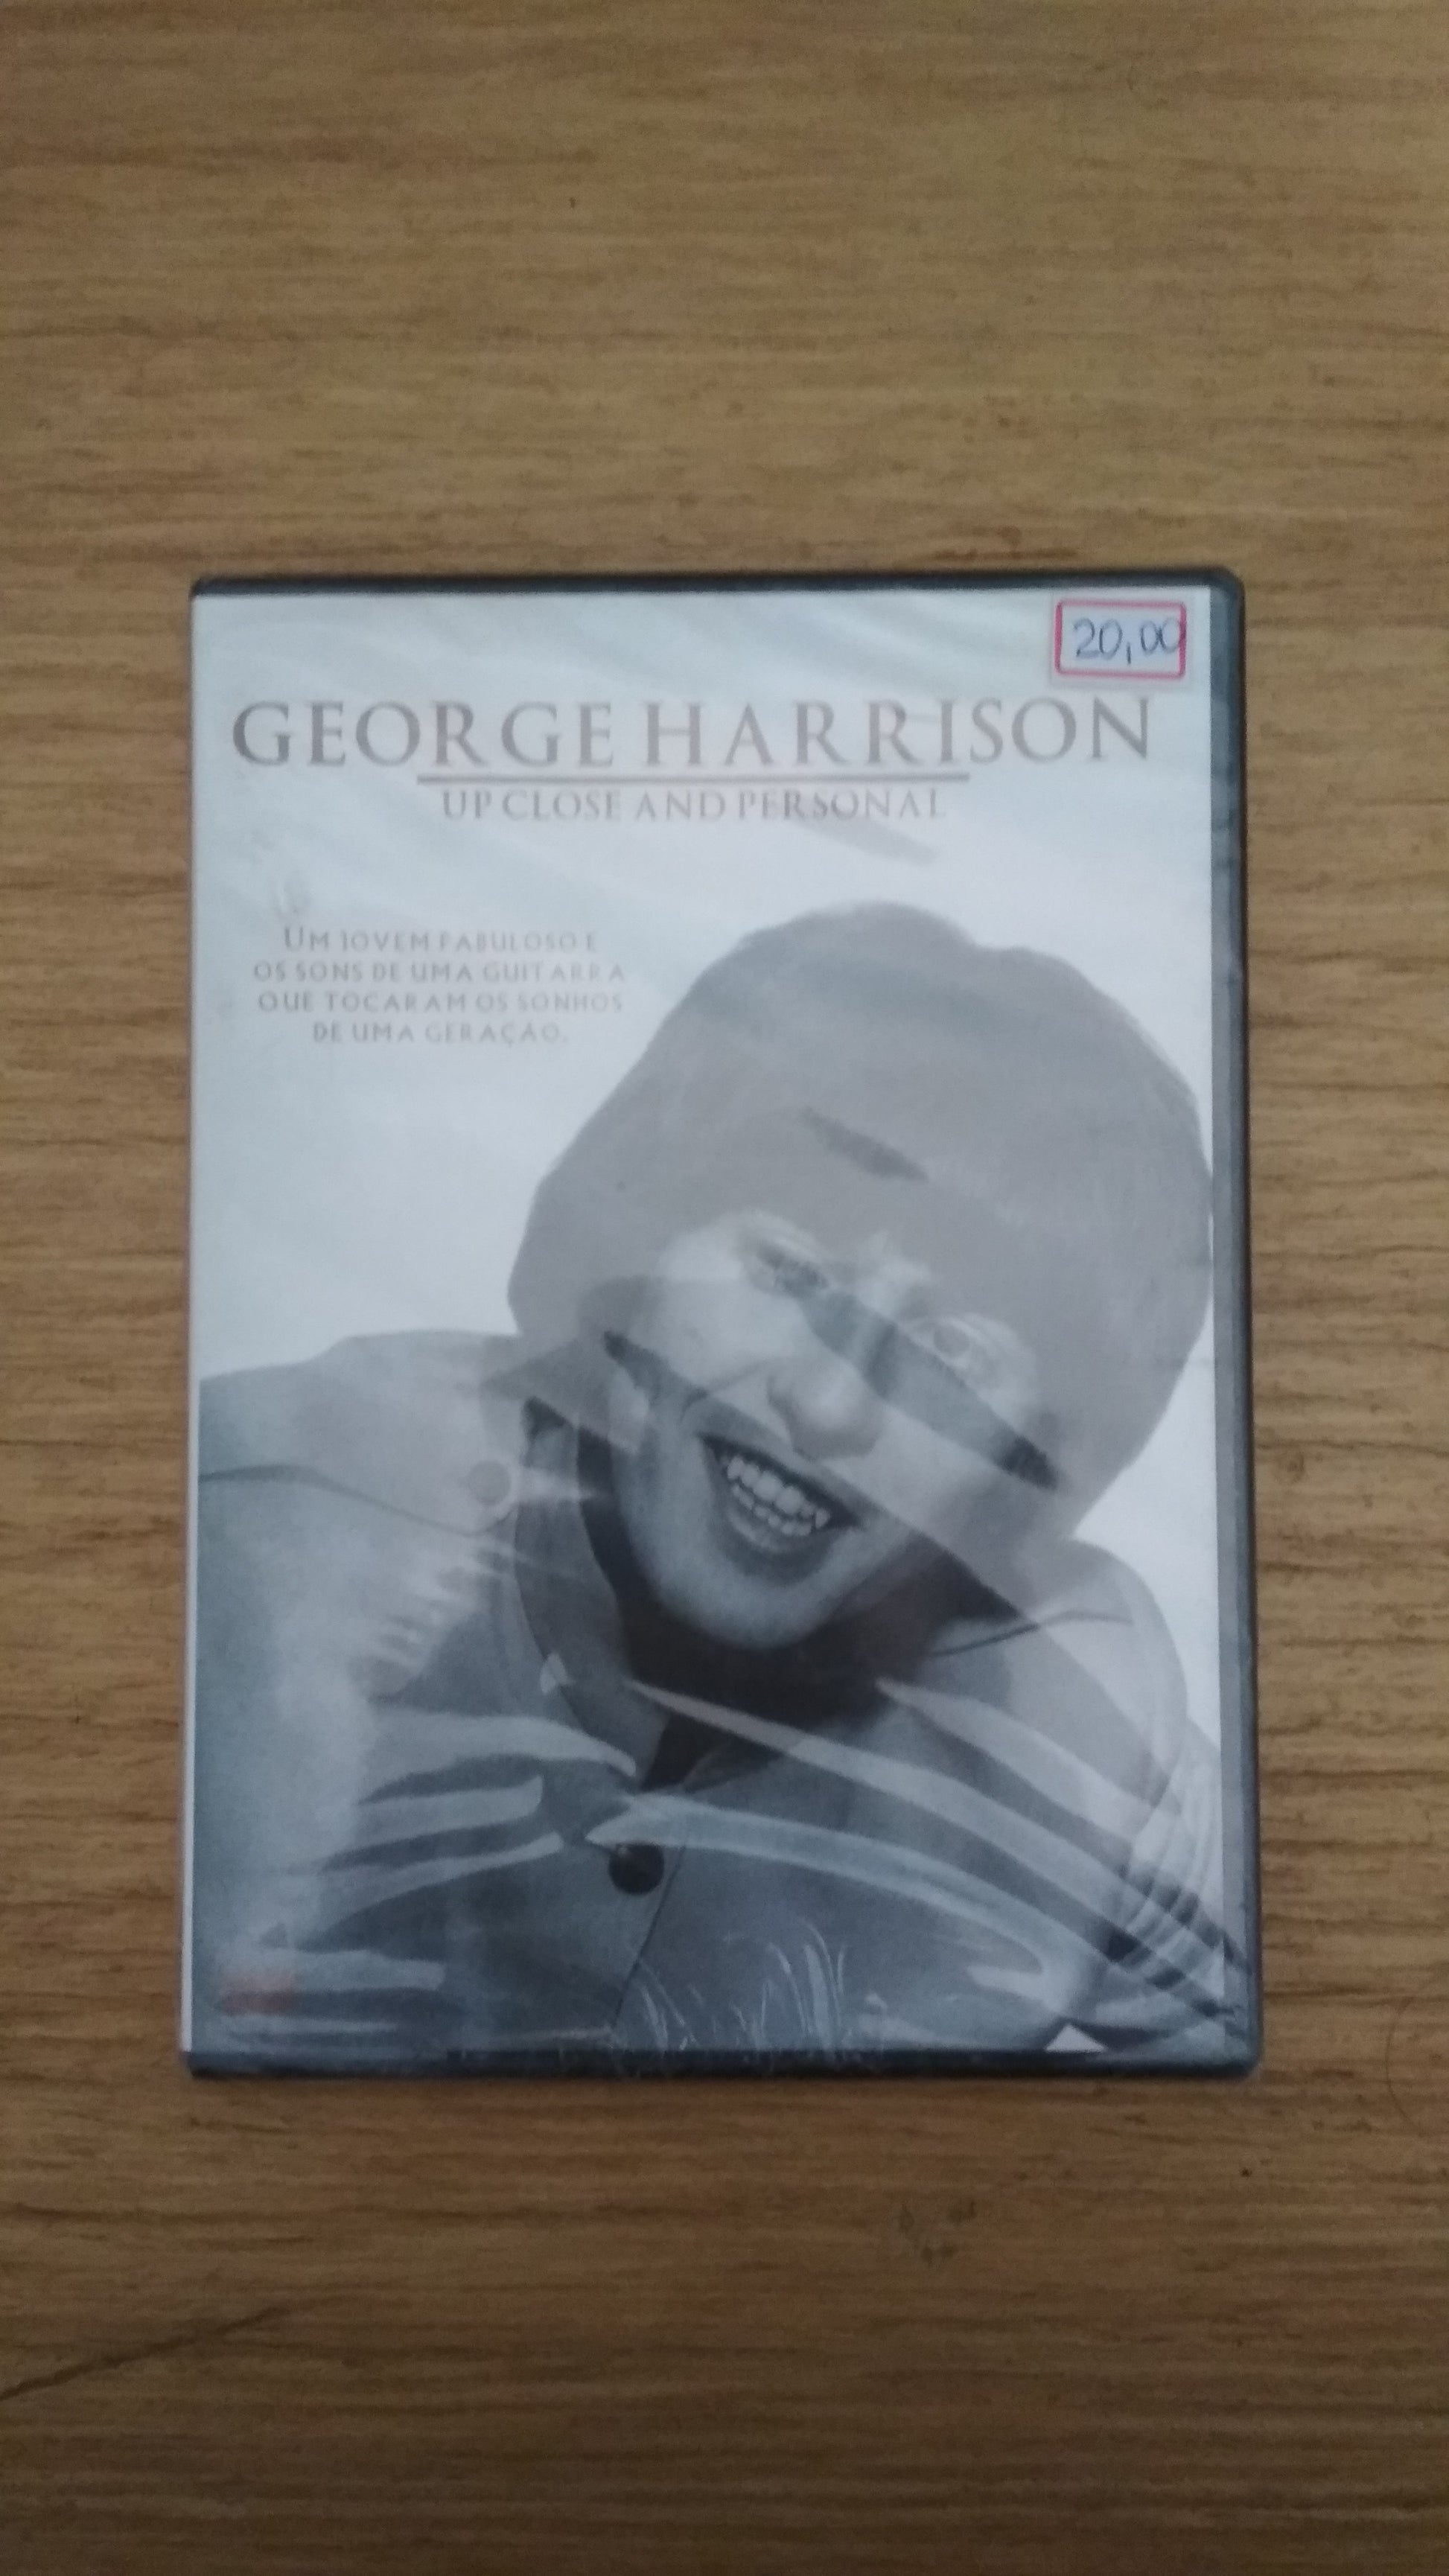 20,00
GEORGE HARRISON
UP CLOSE AND PERSONAL
UM JOVEM FABULOSO E
OS SONS DE UMA GUITARRA
QUE TOCARAM OS SONHOS
DE UMA GERAÇÃO.